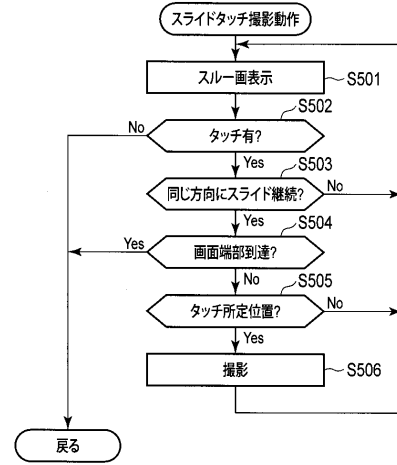 スライドタッチ撮影動作
スルー画表示
S501
S502
タッチ有?
No
Yes
S503
同じ方向にスライド継続?
No
Yes
S504
画面端部到達?
Yes
No
S505
タッチ所定位置?
No
Yes
撮影
S506
戻る